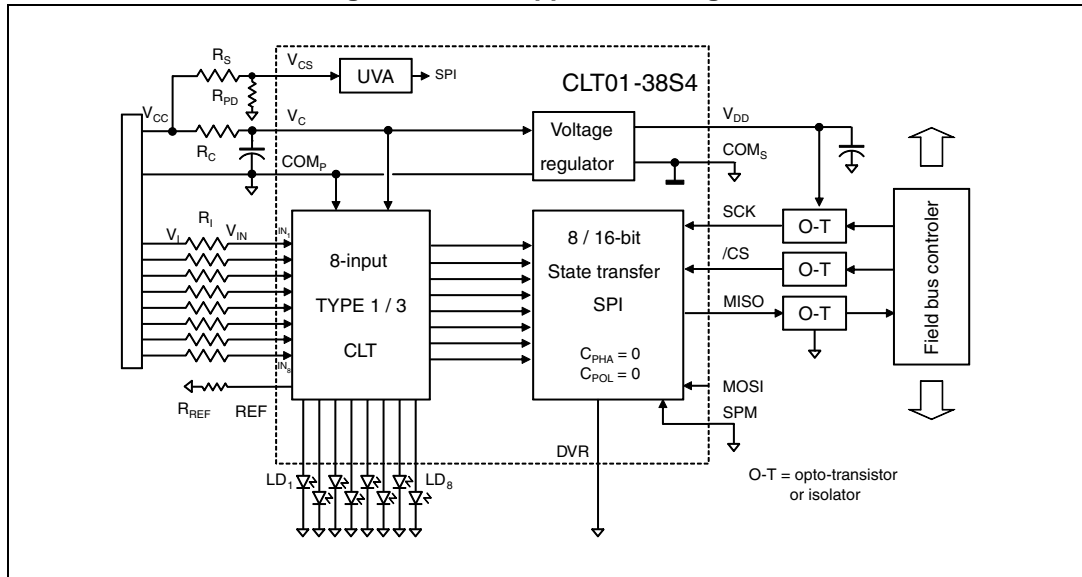 R_S
V_CS
UVA
SPI
CLT01-38S4
R_PD
V_CC
V_C
R_C
Voltage
regulator
V_DD
COM_P
COM_S
R_I
V_I
V_IN
IN_1
8-input
TYPE 1 / 3
CLT
IN_8
8 / 16-bit
State transfer
SPI
C_PHA = 0
C_POL = 0
SCK
/CS
MISO
O-T
O-T
O-T
Field bus controler
MOSI
SPM
R_REF
REF
DVR
LD_1
LD_8
O-T = opto-transistor
or isolator